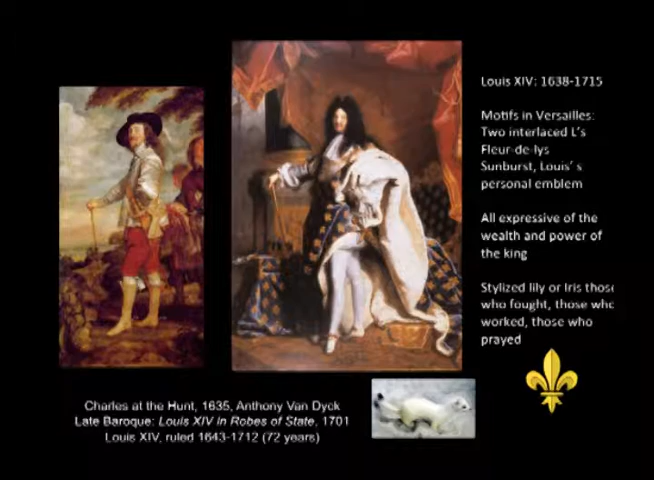 Louis XIV: 1638-1715
Motifs in Versailles:
Two interlaced L's
Fleur-de-lys
Sunburst, Louis' s
personal emblem
All expressive of the
wealth and power of
the king
Stylized lily or Iris those
who fought, those who
worked, those who
prayed
Charles at the Hunt, 1635, Anthony Van Dyck
Late Baroque: Louis XIV in Robes of State, 1701
Louis XIV, ruled 1643-1712 (72 years)